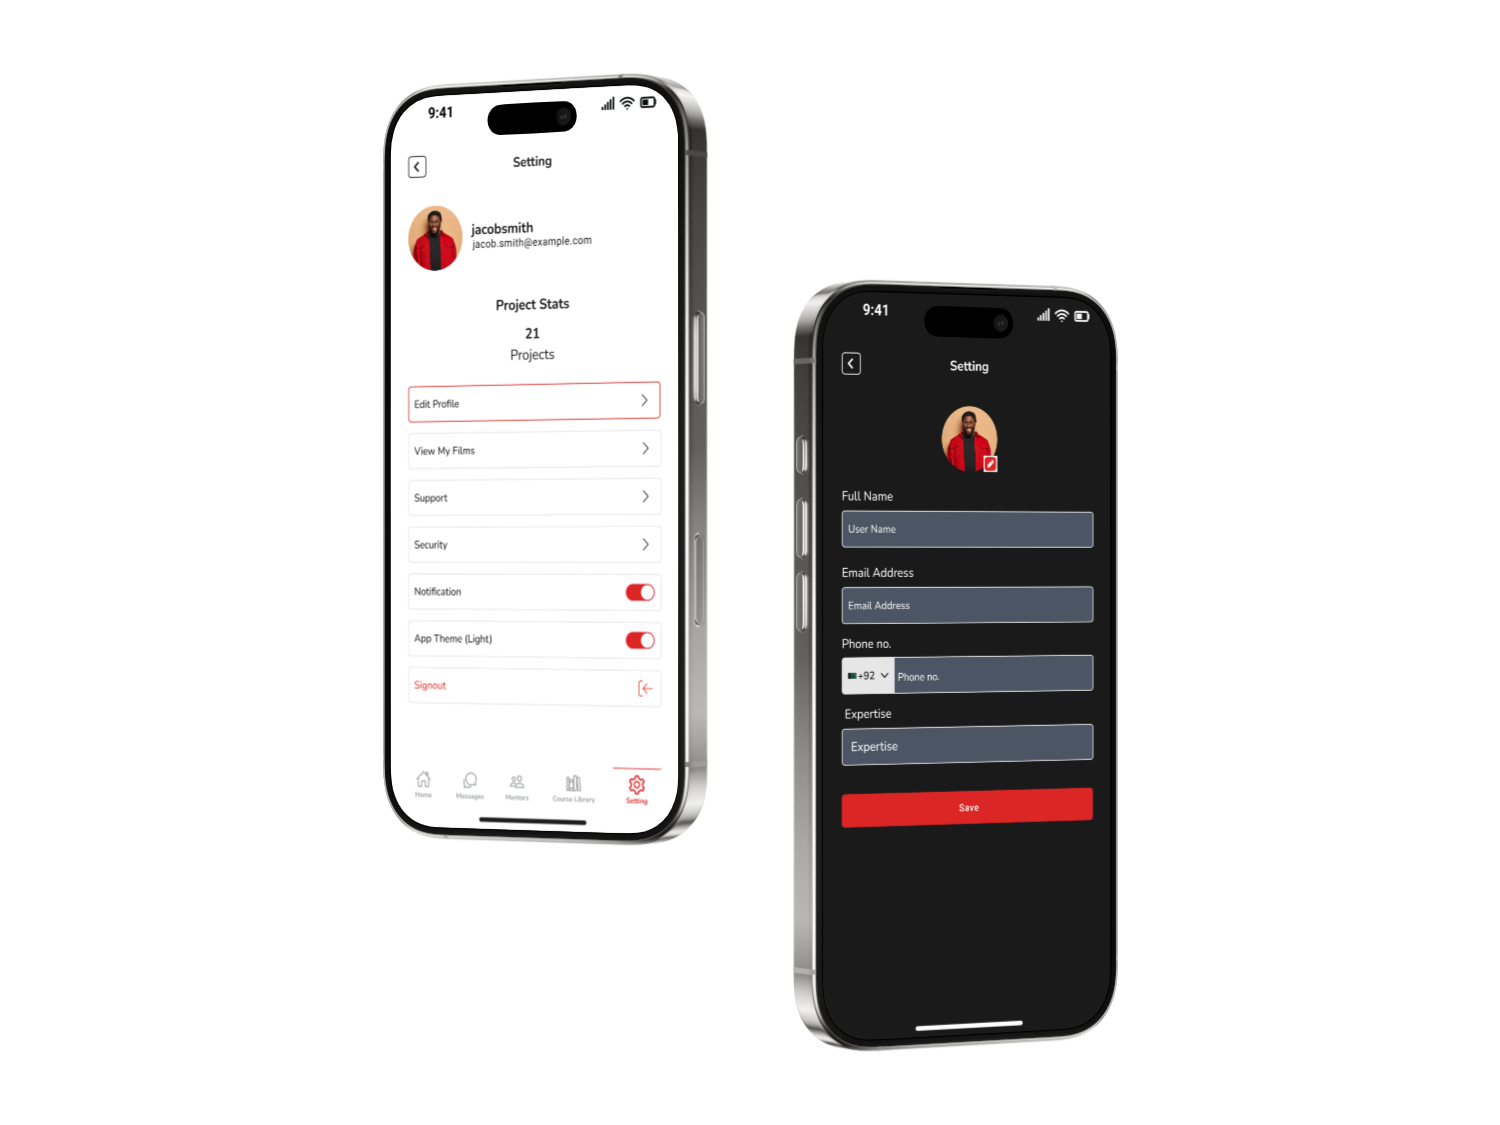 9:41
Setting
jacobsmith
jacob.smith@example.com
Project Stats
21
Projects
Edit Profile
View My Films
Support
Security
Notification
App Theme (Light)
Signout
Home
Messages
Mentors
Course Library
Setting
9:41
Setting
Full Name
User Name
Email Address
Email Address
Phone no.
+92
Phone no.
Expertise
Expertise
Save